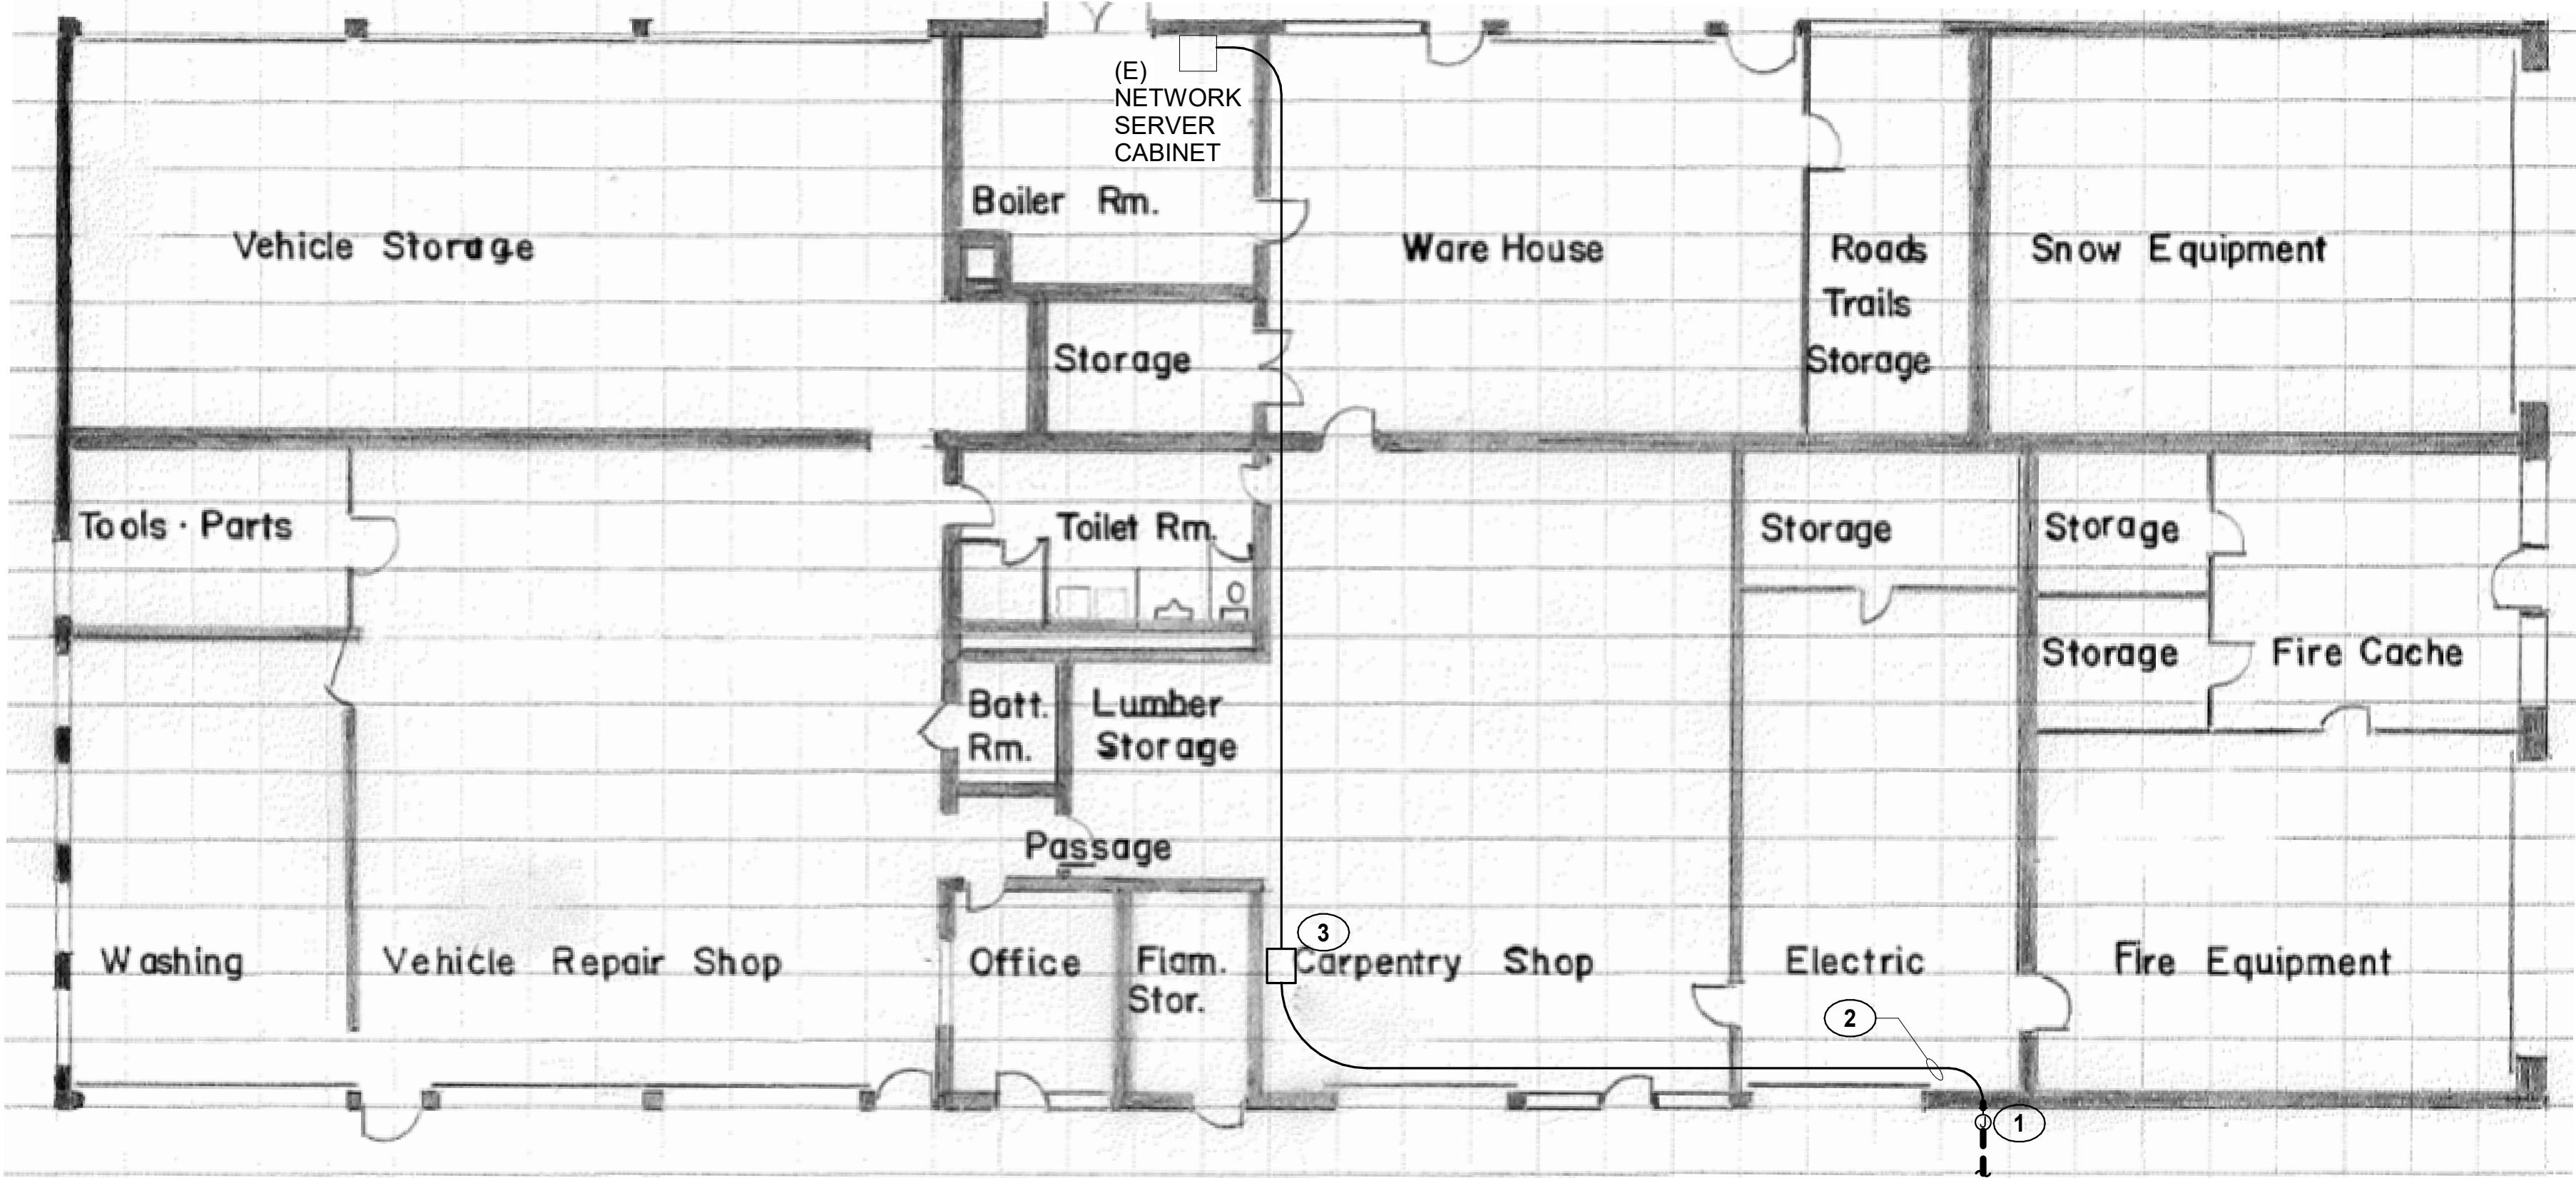 (E)
NETWORK
SERVER
CABINET
Boiler Rm.
Vehicle Storage
Ware House
Roads
Trails
Storage
Snow Equipment
Storage
Tools · Parts
Toilet Rm.
Storage
Storage
Storage
Fire Cache
Batt.
Rm.
Lumber
Storage
Passage
3
Washing
Vehicle Repair Shop
Office
Flam.
Stor.
Carpentry Shop
Electric
Fire Equipment
2
J
1